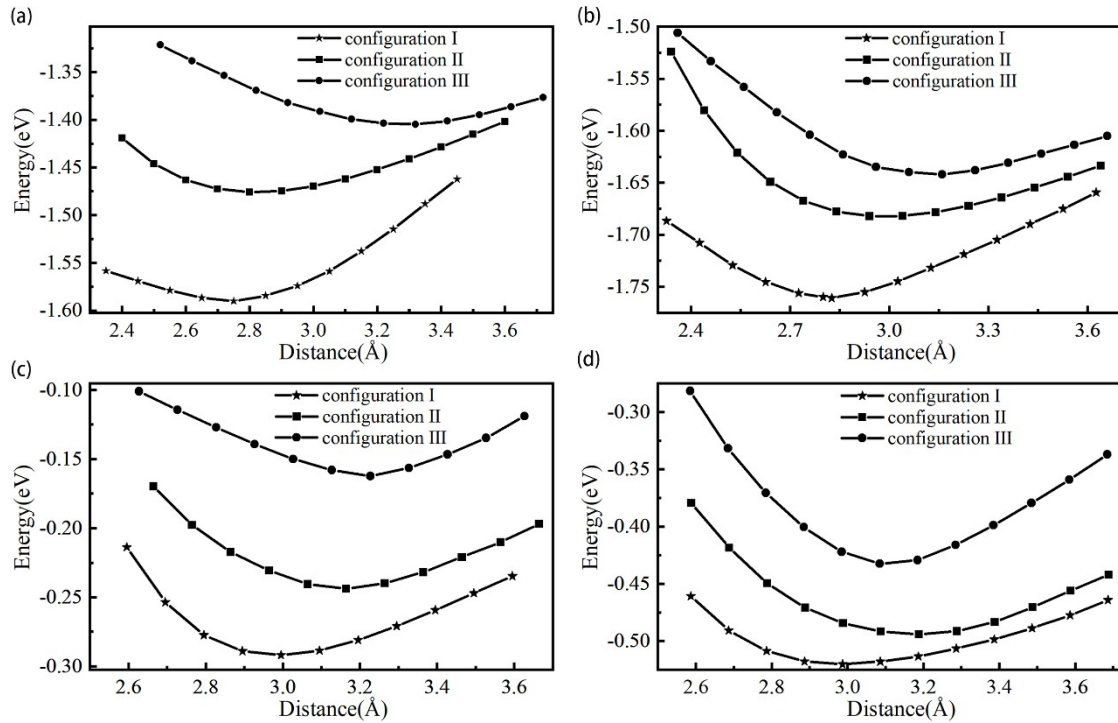 (a)
configuration I
configuration II
configuration III
Energy(eV)
-1.35
-1.40
-1.45
-1.50
-1.55
-1.60
2.4 2.6 2.8 3.0 3.2 3.4 3.6
Distance(Å)
(b)
configuration I
configuration II
configuration III
Energy(eV)
-1.50
-1.55
-1.60
-1.65
-1.70
-1.75
2.4 2.7 3.0 3.3 3.6
Distance(Å)
(c)
configuration I
configuration II
configuration III
Energy(eV)
-0.10
-0.15
-0.20
-0.25
-0.30
2.6 2.8 3.0 3.2 3.4 3.6
Distance(Å)
(d)
configuration I
configuration II
configuration III
Energy(eV)
-0.30
-0.35
-0.40
-0.45
-0.50
2.6 2.8 3.0 3.2 3.4 3.6
Distance(Å)